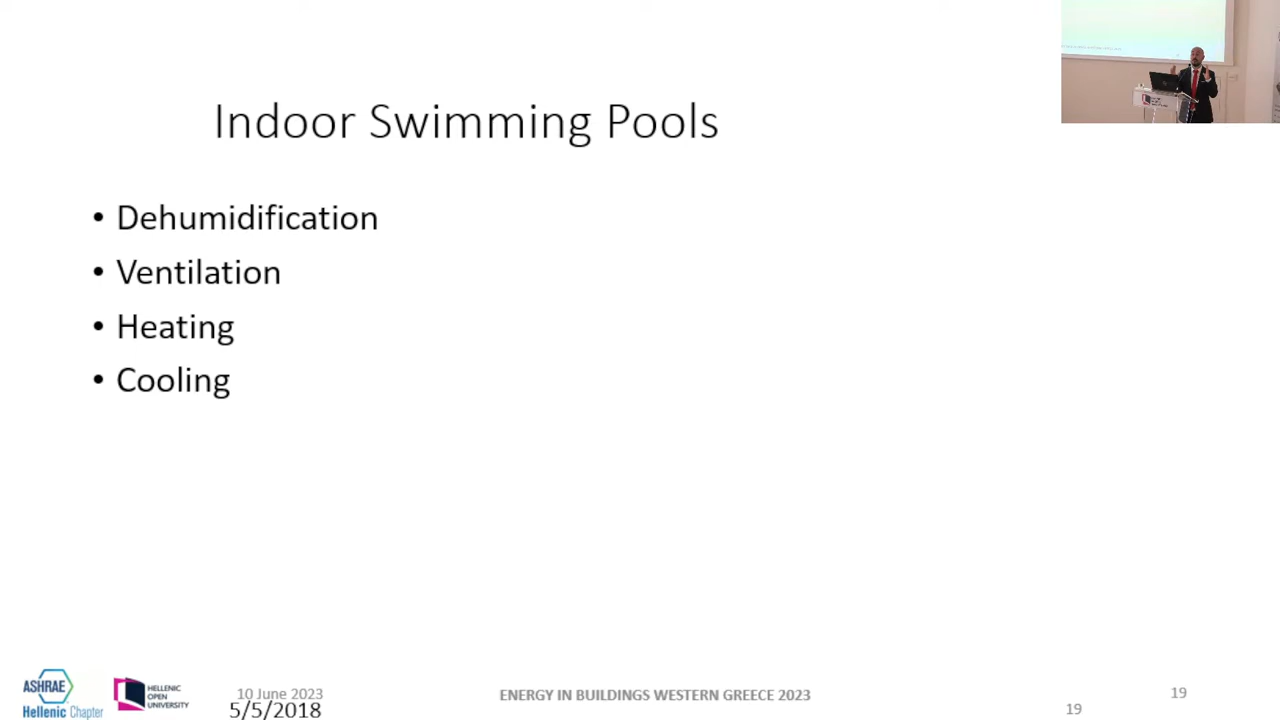 Indoor Swimming Pools
• Dehumidification
• Ventilation
• Heating
• Cooling
ASHRAE
Hellenic Chapter
HELLENIC
OPEN
UNIVERSITY
10 June 2023
5/5/2018
ENERGY IN BUILDINGS WESTERN GREECE 2023
19
19